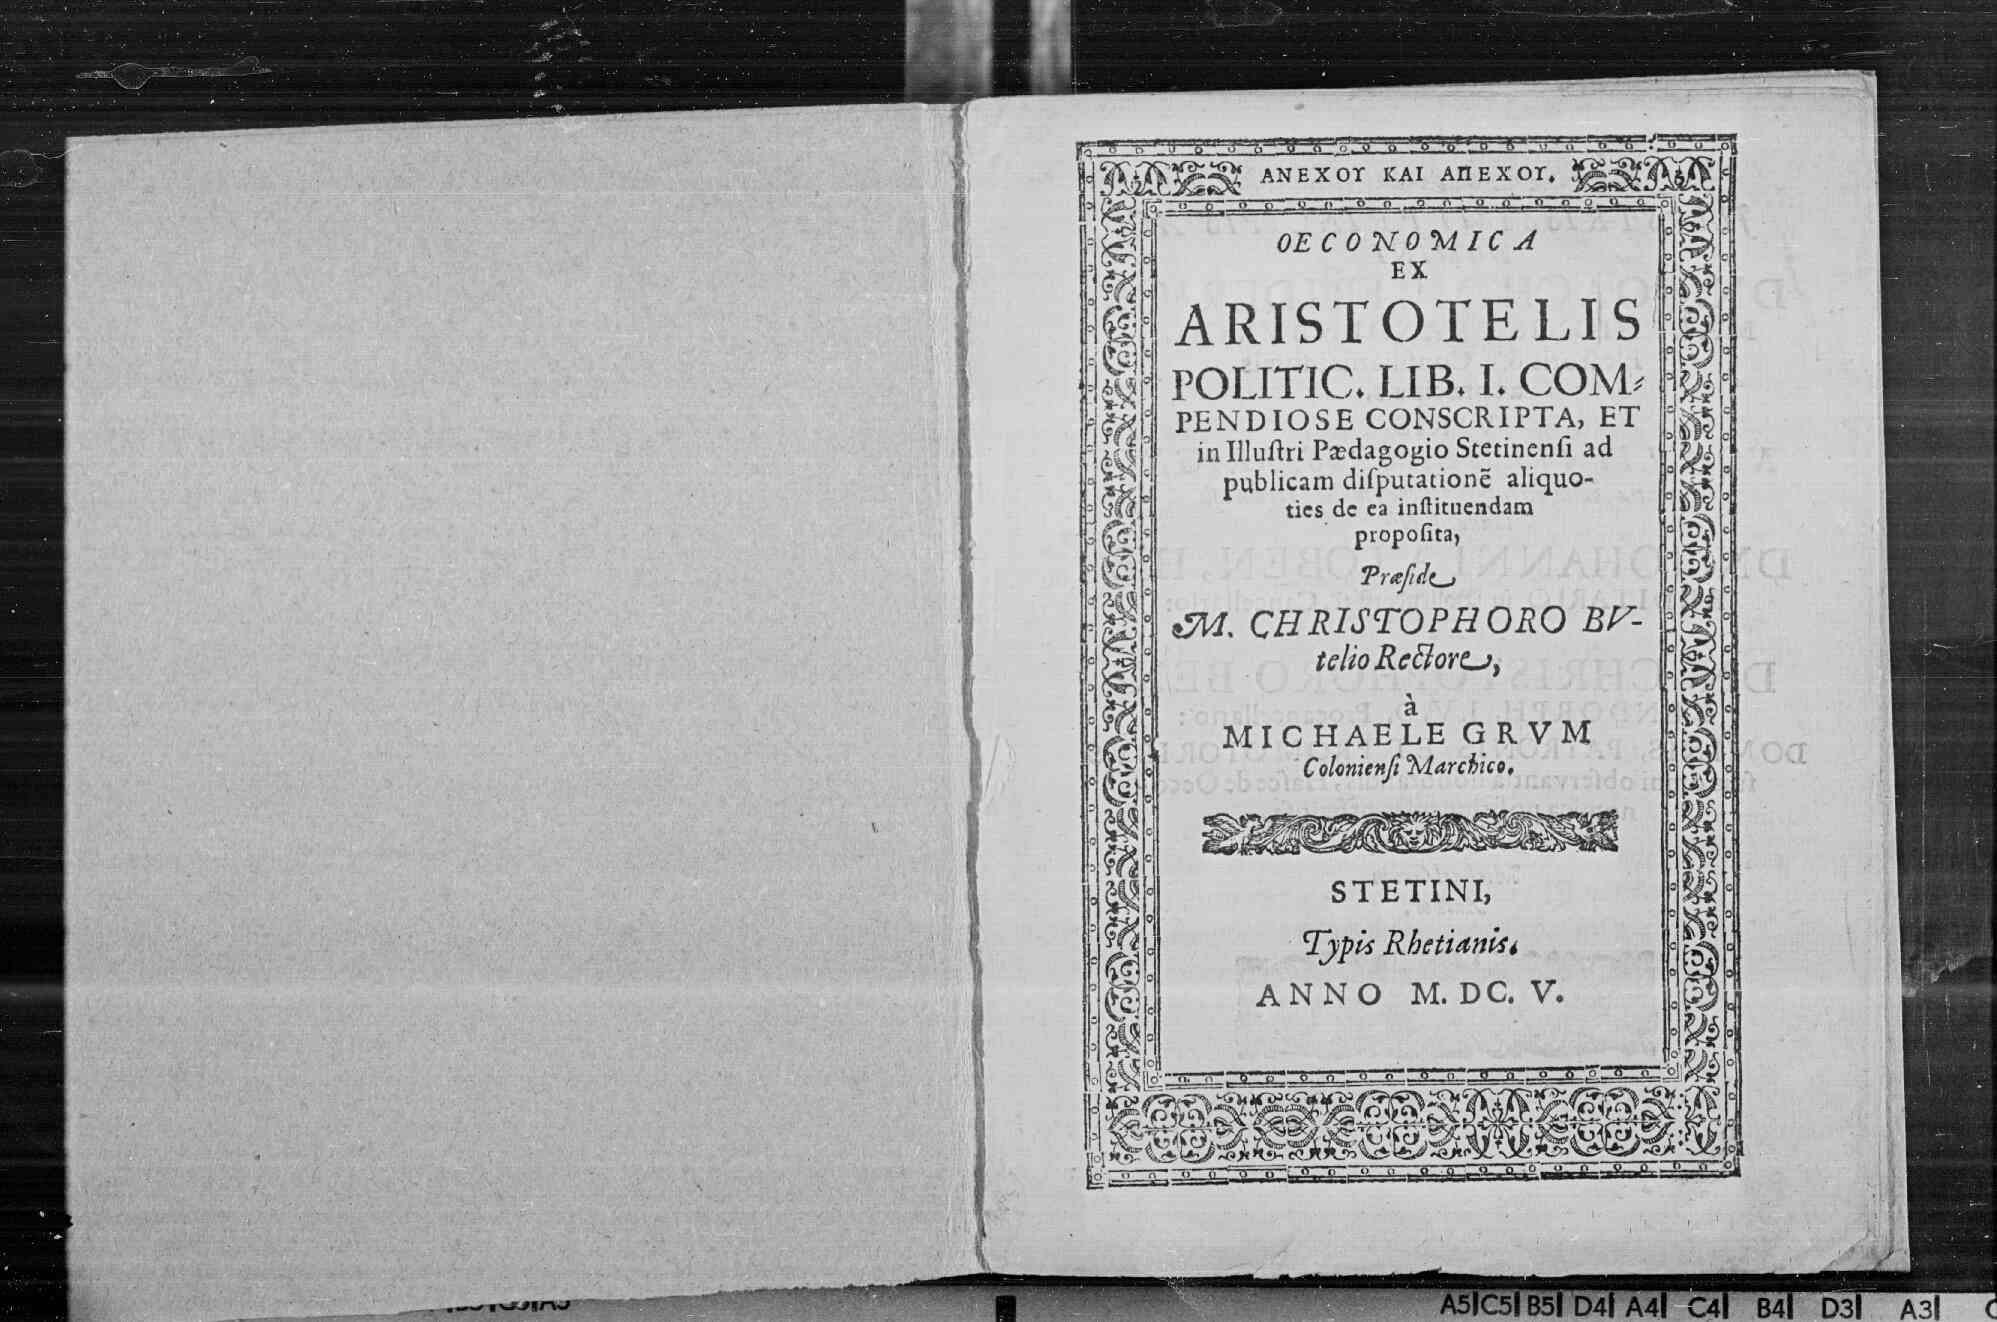 ΑΝΕΧΟΥ ΚΑΙ ΑΠΕΧΟΥ.
OECONOMICA
EX
ARISTOTELIS
POLITIC. LIB. I. COM⸗
PENDIOSE CONSCRIPTA, ET
in Illuſtri Pædagogio Stetinenſi ad
publicam diſputationẽ aliquo-
ties de ea inſtituendam
propoſita,
Præſide
M. CHRISTOPHORO BV-
telio Rectore,
à
MICHAELE GRVM
Colonienſi Marchico.
STETINI,
Typis Rhetianis.
ANNO M. DC. V.
A5 C5 B5 D4 A4 C4 B4 D3 A3